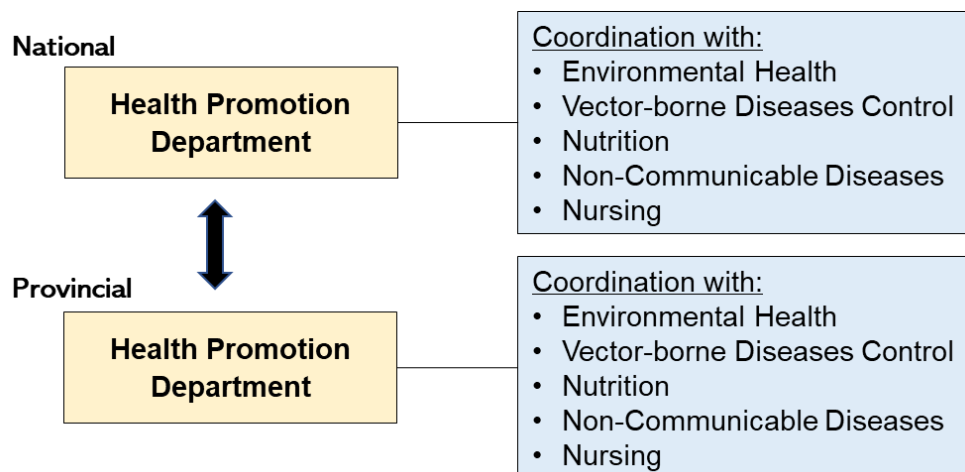 National
Health Promotion
Department
Coordination with:
• Environmental Health
• Vector-borne Diseases Control
• Nutrition
• Non-Communicable Diseases
• Nursing
Provincial
Health Promotion
Department
Coordination with:
• Environmental Health
• Vector-borne Diseases Control
• Nutrition
• Non-Communicable Diseases
• Nursing